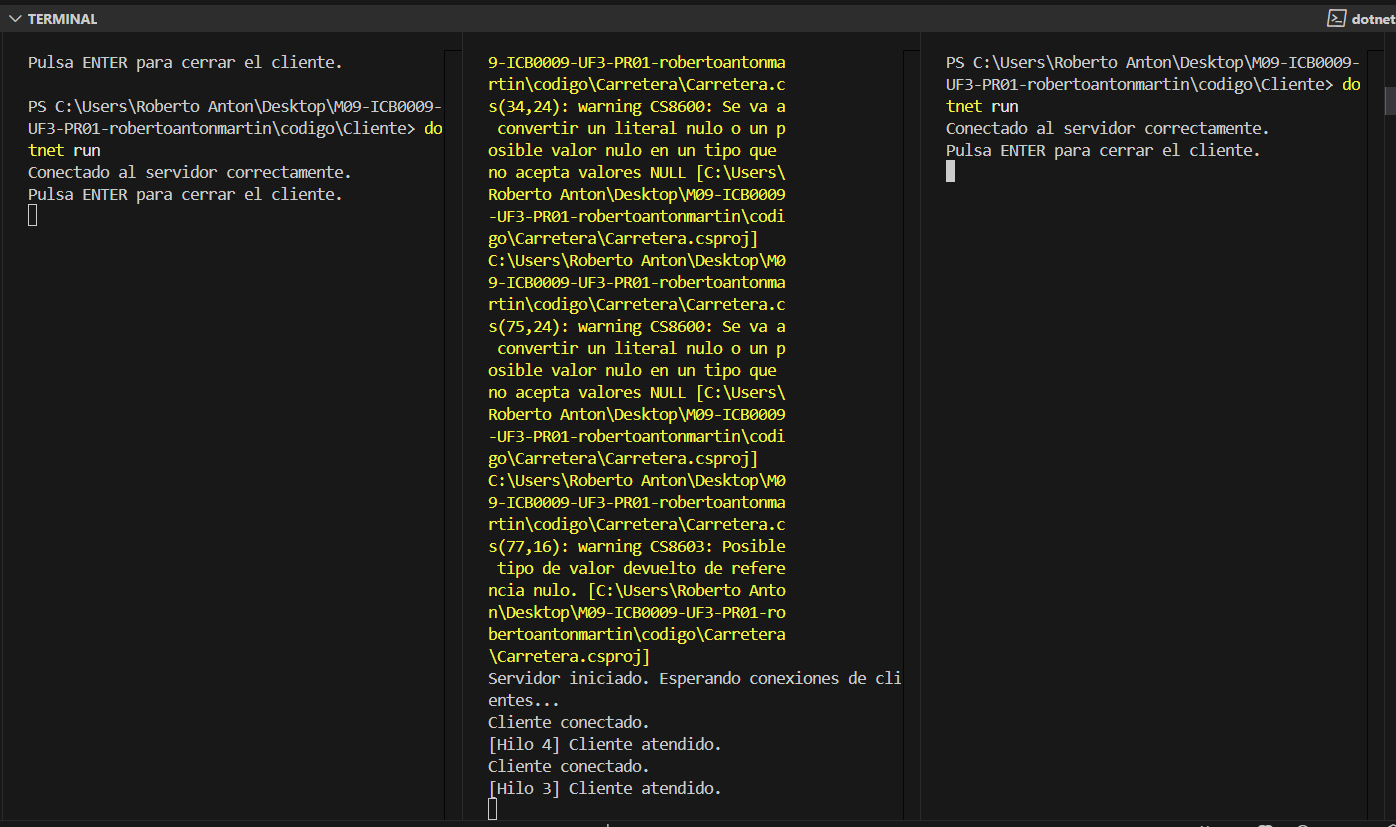 TERMINAL
dotnet
Pulsa ENTER para cerrar el cliente.
PS C:\Users\Roberto Anton\Desktop\M09-ICB0009-
UF3-PR01-robertoantonmartin\codigo\Cliente> do
tnet run
Conectado al servidor correctamente.
Pulsa ENTER para cerrar el cliente.
9-ICB0009-UF3-PR01-robertoantonma
rtin\codigo\Carretera\Carretera.c
s(34,24): warning CS8600: Se va a
 convertir un literal nulo o un p
osible valor nulo en un tipo que
no acepta valores NULL [C:\Users\
Roberto Anton\Desktop\M09-ICB0009
-UF3-PR01-robertoantonmartin\codi
go\Carretera\Carretera.csproj]
C:\Users\Roberto Anton\Desktop\M0
9-ICB0009-UF3-PR01-robertoantonma
rtin\codigo\Carretera\Carretera.c
s(75,24): warning CS8600: Se va a
 convertir un literal nulo o un p
osible valor nulo en un tipo que
no acepta valores NULL [C:\Users\
Roberto Anton\Desktop\M09-ICB0009
-UF3-PR01-robertoantonmartin\codi
go\Carretera\Carretera.csproj]
C:\Users\Roberto Anton\Desktop\M0
9-ICB0009-UF3-PR01-robertoantonma
rtin\codigo\Carretera\Carretera.c
s(77,16): warning CS8603: Posible
 tipo de valor devuelto de refere
ncia nulo. [C:\Users\Roberto Anto
n\Desktop\M09-ICB0009-UF3-PR01-ro
bertoantonmartin\codigo\Carretera
\Carretera.csproj]
Servidor iniciado. Esperando conexiones de cli
entes...
Cliente conectado.
[Hilo 4] Cliente atendido.
Cliente conectado.
[Hilo 3] Cliente atendido.
PS C:\Users\Roberto Anton\Desktop\M09-ICB0009-
UF3-PR01-robertoantonmartin\codigo\Cliente> do
tnet run
Conectado al servidor correctamente.
Pulsa ENTER para cerrar el cliente.